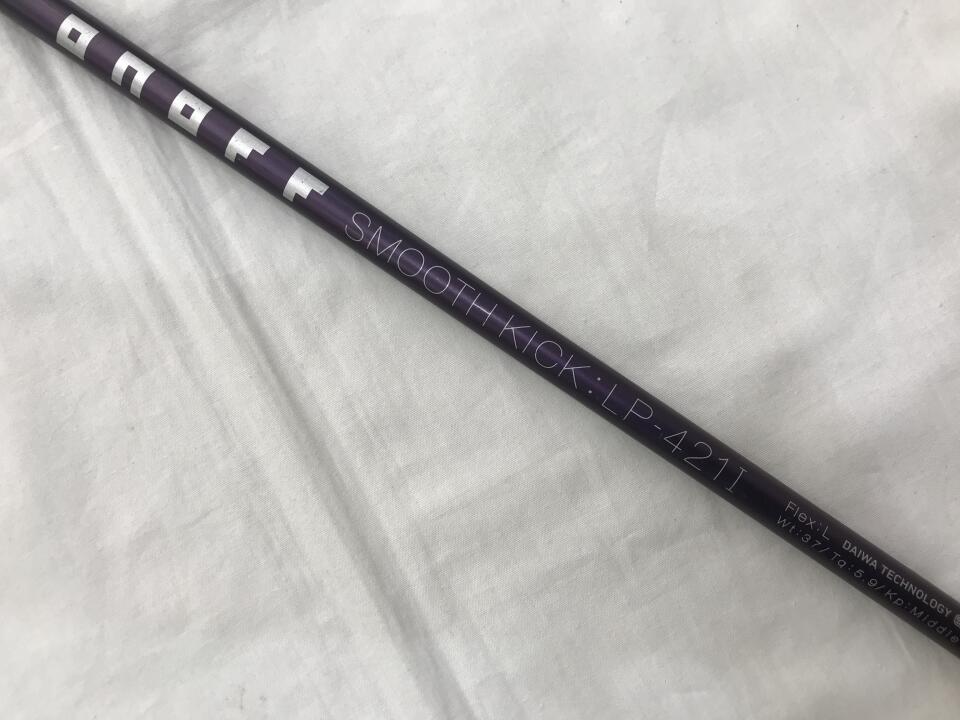 onoff
SMOOTH KICK:LP-421I
Flex:L DAIWA TECHNOLOGY
Wt:37/Tq:5.9/Kp:Middle